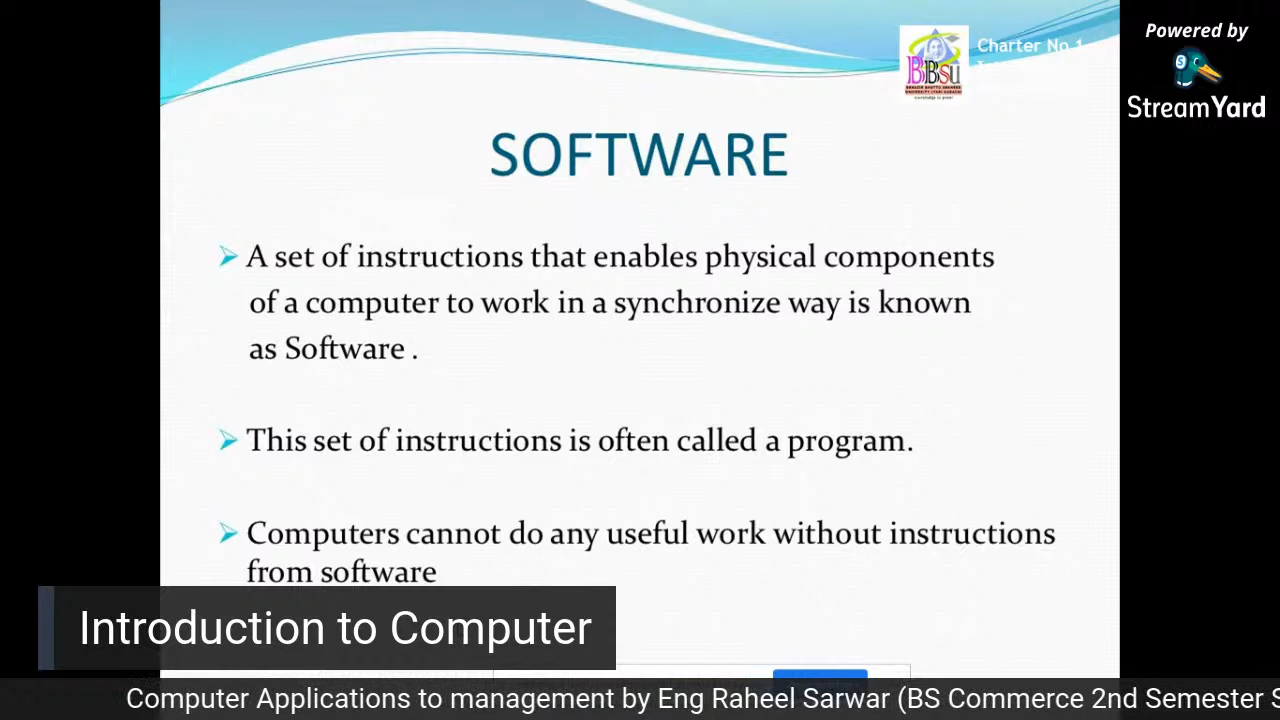 Powered by
StreamYard
Charter No 1
BBSU
SOFTWARE
A set of instructions that enables physical components
of a computer to work in a synchronize way is known
as Software .
This set of instructions is often called a program.
Computers cannot do any useful work without instructions
from software
Introduction to Computer
Computer Applications to management by Eng Raheel Sarwar (BS Commerce 2nd Semester S